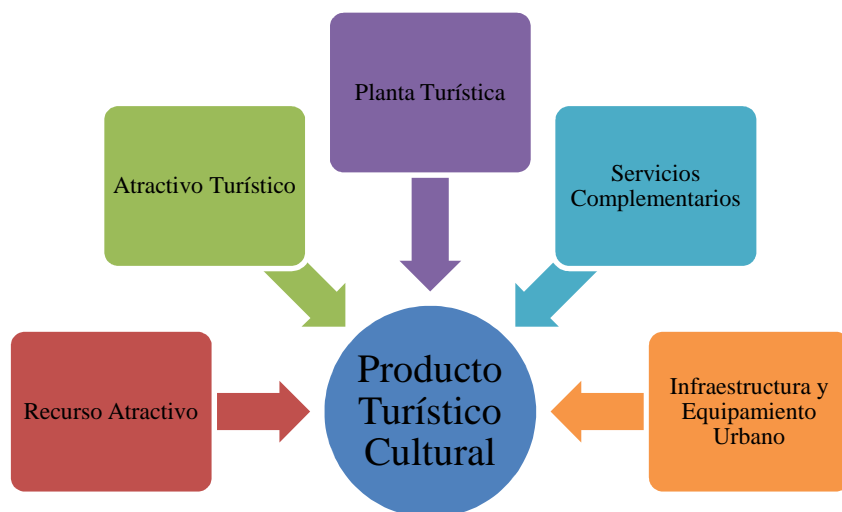 Planta Turística
Atractivo Turístico
Servicios
Complementarios
Recurso Atractivo
Producto
Turístico
Cultural
Infraestructura y
Equipamiento
Urbano